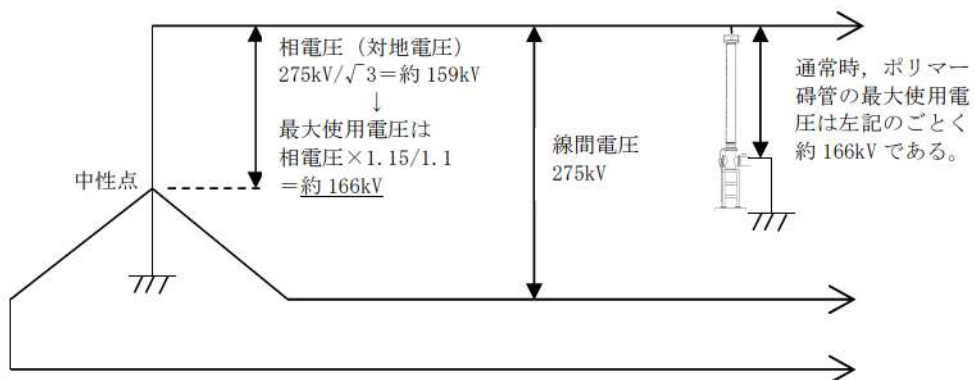 相電圧（対地電圧）
275kV/√3＝約 159kV
↓
最大使用電圧は
相電圧×1.15/1.1
＝約 166kV
中性点
線間電圧
275kV
通常時，ポリマー
碍管の最大使用電
圧は左記のごとく
約 166kV である。